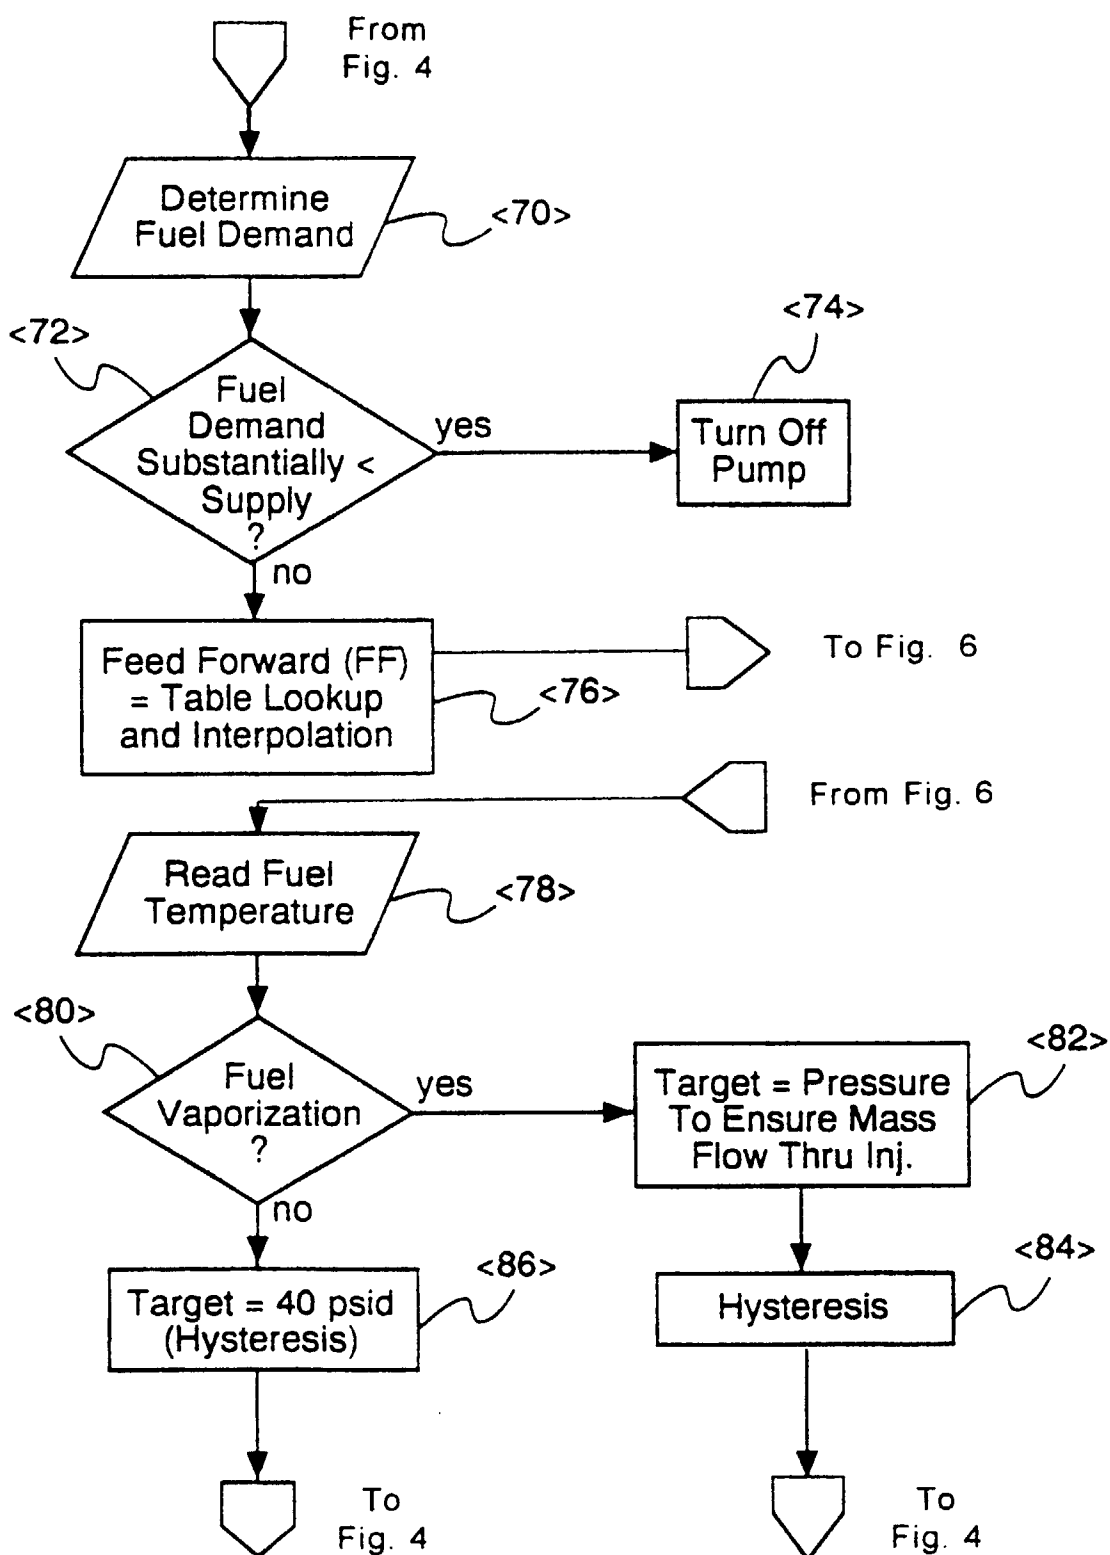 From
Fig. 4
Determine
Fuel Demand
<70>
<72>
Fuel
Demand
Substantially <
Supply
?
yes
<74>
Turn Off
Pump
no
Feed Forward (FF)
= Table Lookup
and Interpolation
<76>
To Fig. 6
From Fig. 6
Read Fuel
Temperature
<78>
<80>
Fuel
Vaporization
?
yes
<82>
Target = Pressure
To Ensure Mass
Flow Thru Inj.
no
<86>
Target = 40 psid
(Hysteresis)
<84>
Hysteresis
To
Fig. 4
To
Fig. 4